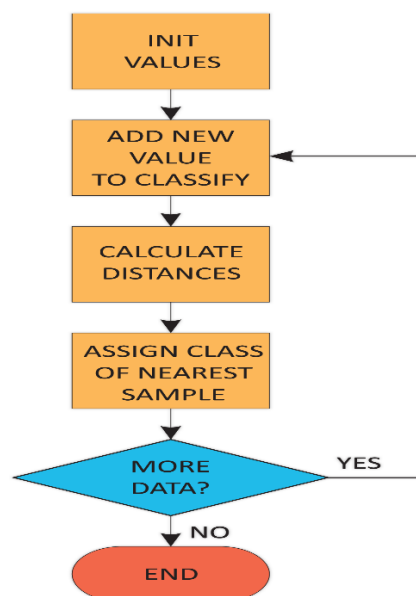 INIT
VALUES
ADD NEW
VALUE
TO CLASSIFY
CALCULATE
DISTANCES
ASSIGN CLASS
OF NEAREST
SAMPLE
MORE
DATA?
YES
NO
END